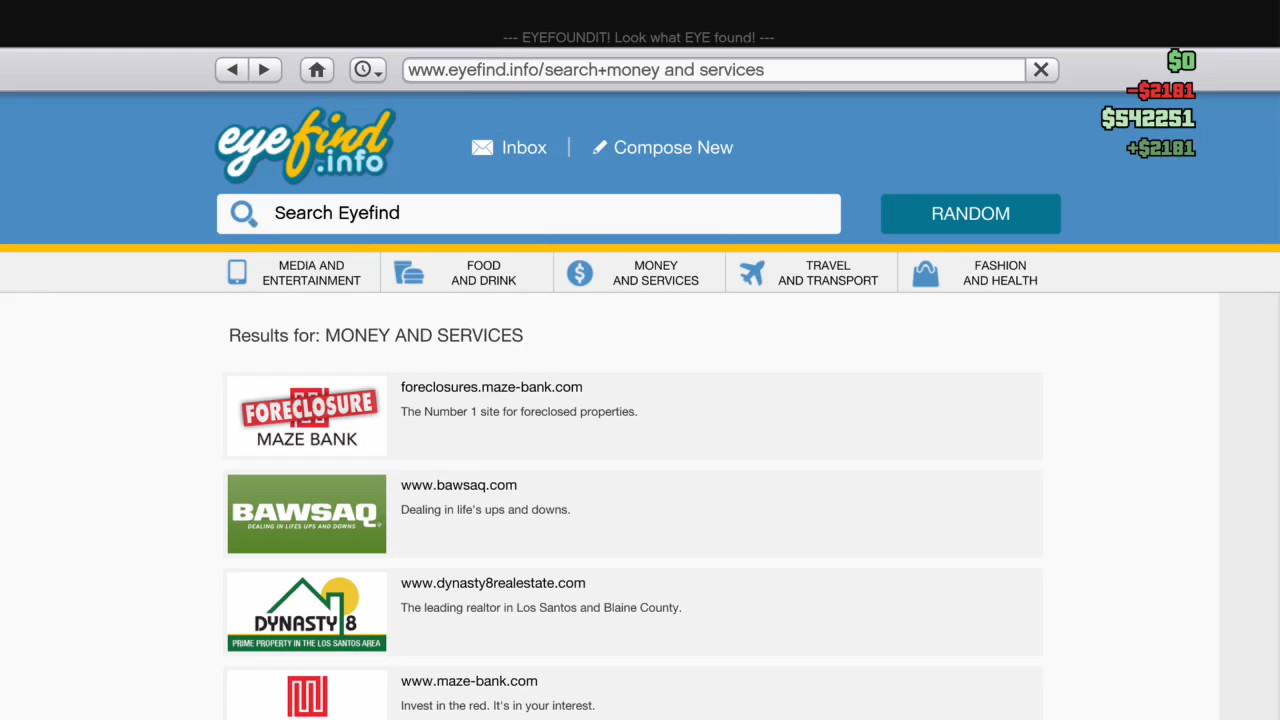 --- EYEFOUNDIT! Look what EYE found! ---
www.eyefind.info/search+money and services
$0
-$2181
$542251
+$2181
eyefind
.info
Inbox
Compose New
Search Eyefind
RANDOM
MEDIA AND
ENTERTAINMENT
FOOD
AND DRINK
MONEY
AND SERVICES
TRAVEL
AND TRANSPORT
FASHION
AND HEALTH
Results for: MONEY AND SERVICES
FORECLOSURE
MAZE BANK
foreclosures.maze-bank.com
The Number 1 site for foreclosed properties.
BAWSAQ
DEALING IN LIFES UPS AND DOWNS
www.bawsaq.com
Dealing in life's ups and downs.
DYNASTY 8
PRIME PROPERTY IN THE LOS SANTOS AREA
www.dynasty8realestate.com
The leading realtor in Los Santos and Blaine County.
www.maze-bank.com
Invest in the red. It's in your interest.